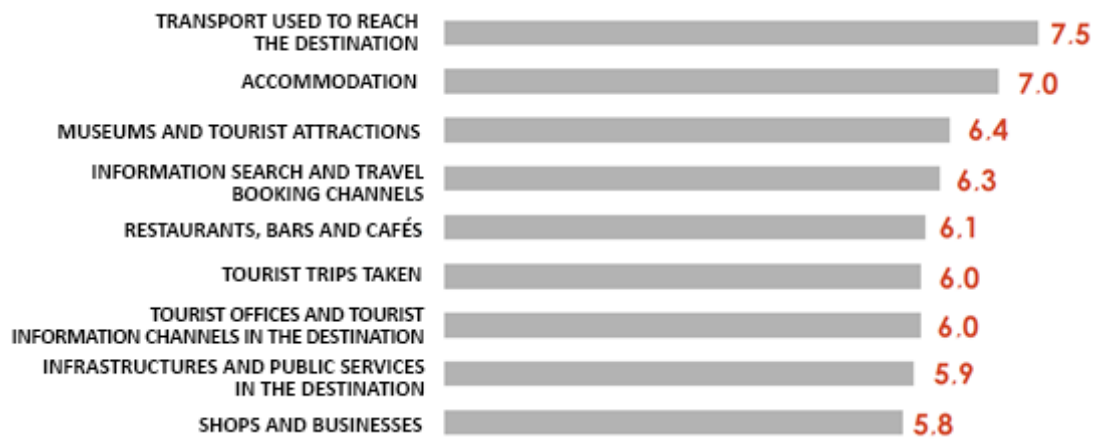 TRANSPORT USED TO REACH
THE DESTINATION
7.5
ACCOMMODATION
7.0
MUSEUMS AND TOURIST ATTRACTIONS
6.4
INFORMATION SEARCH AND TRAVEL
BOOKING CHANNELS
6.3
RESTAURANTS, BARS AND CAFÉS
6.1
TOURIST TRIPS TAKEN
6.0
TOURIST OFFICES AND TOURIST
INFORMATION CHANNELS IN THE DESTINATION
6.0
INFRASTRUCTURES AND PUBLIC SERVICES
IN THE DESTINATION
5.9
SHOPS AND BUSINESSES
5.8